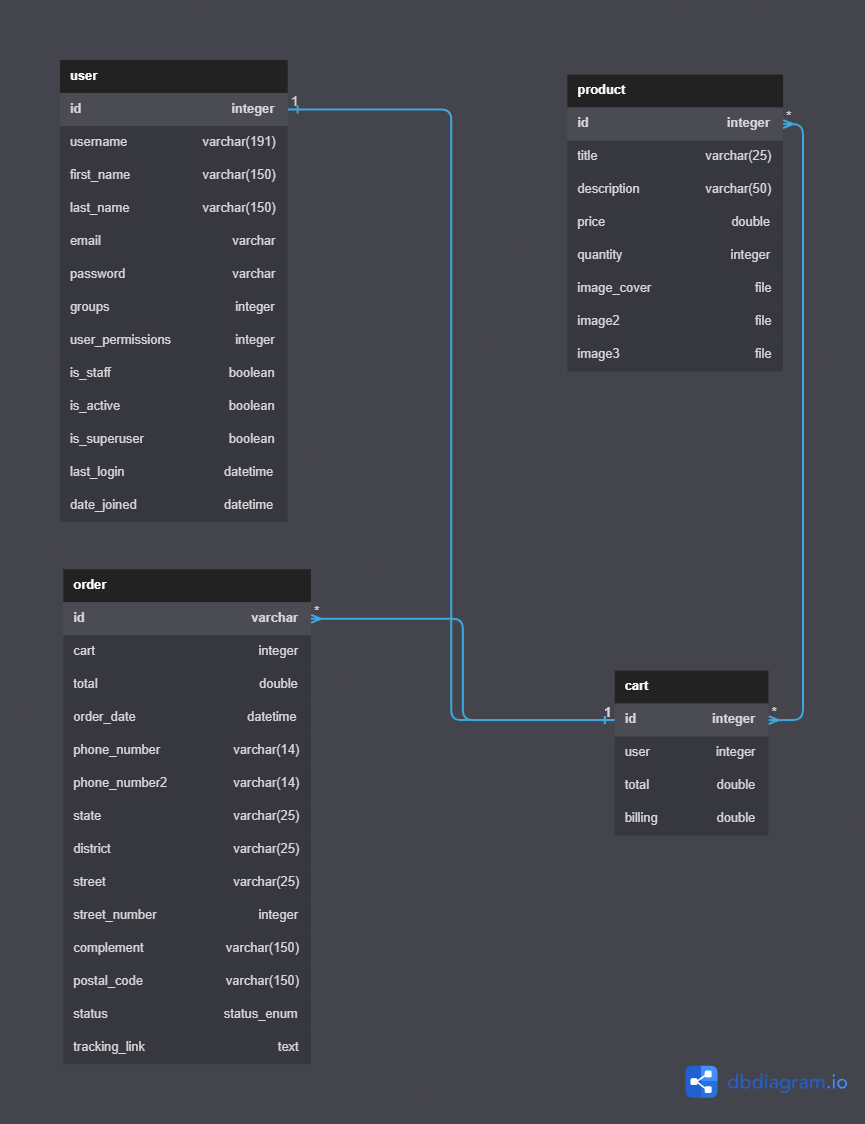 user
id integer
username varchar(191)
first_name varchar(150)
last_name varchar(150)
email varchar
password varchar
groups integer
user_permissions integer
is_staff boolean
is_active boolean
is_superuser boolean
last_login datetime
date_joined datetime
1
product
id integer
title varchar(25)
description varchar(50)
price double
quantity integer
image_cover file
image2 file
image3 file
*
order
id varchar
cart integer
total double
order_date datetime
phone_number varchar(14)
phone_number2 varchar(14)
state varchar(25)
district varchar(25)
street varchar(25)
street_number integer
complement varchar(150)
postal_code varchar(150)
status status_enum
tracking_link text
*
cart
1
id integer
*
user integer
total double
billing double
dbdiagram.io